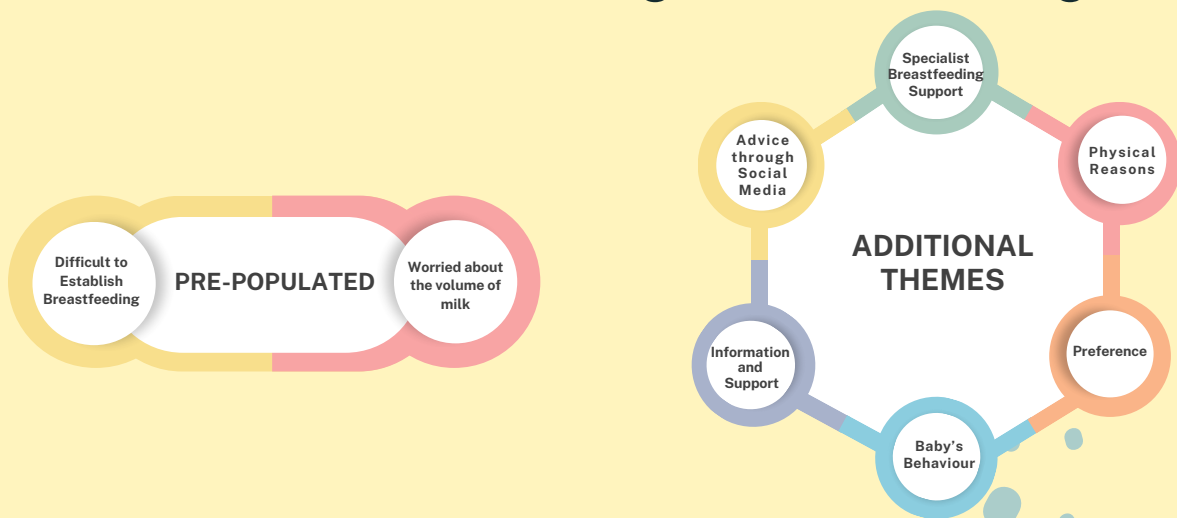 Difficult to
Establish
Breastfeeding
PRE-POPULATED
Worried about
the volume of
milk
Specialist
Breastfeeding
Support
Advice
through
Social
Media
Physical
Reasons
ADDITIONAL
THEMES
Information
and
Support
Preference
Baby's
Behaviour